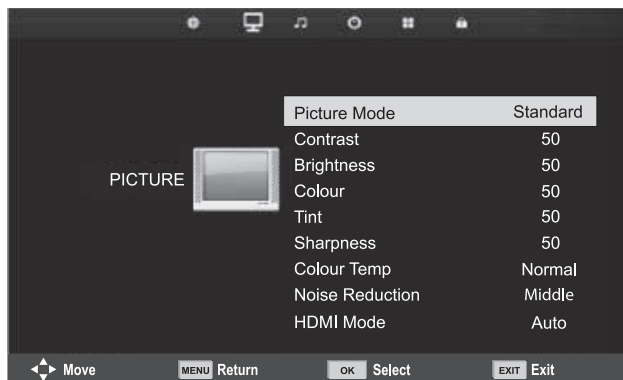 Picture Mode Standard
Contrast 50
Brightness 50
PICTURE
Colour 50
Tint 50
Sharpness 50
Colour Temp Normal
Noise Reduction Middle
HDMI Mode Auto
Move MENU Return OK Select EXIT Exit